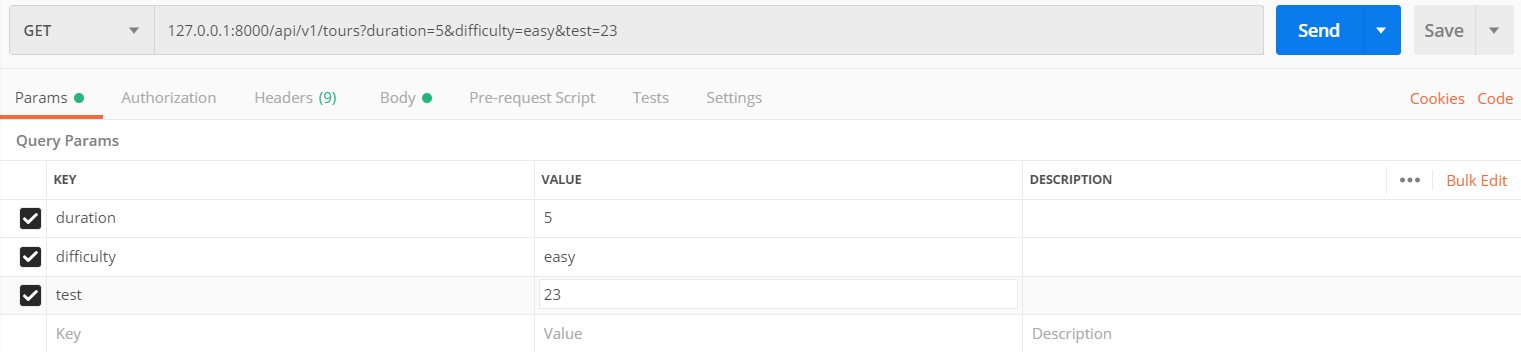 GET 127.0.0.1:8000/api/v1/tours?duration=5&difficulty=easy&test=23 Send Save
Params Authorization Headers (9) Body Pre-request Script Tests Settings Cookies Code
Query Params
KEY VALUE DESCRIPTION ••• Bulk Edit
duration 5
difficulty easy
test 23
Key Value Description